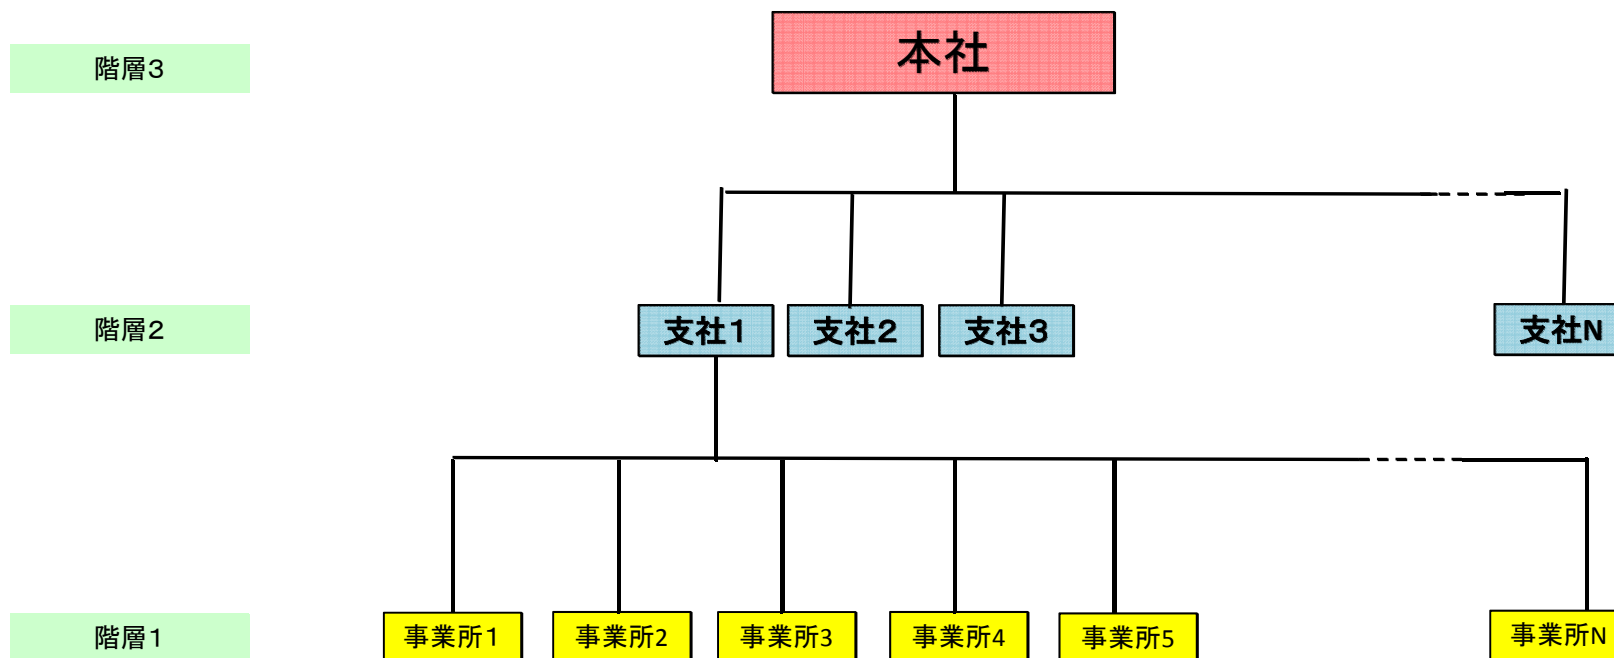 本社
階層3
階層2
支社1
支社2
支社3
支社N
階層1
事業所1
事業所2
事業所3
事業所4
事業所5
事業所N